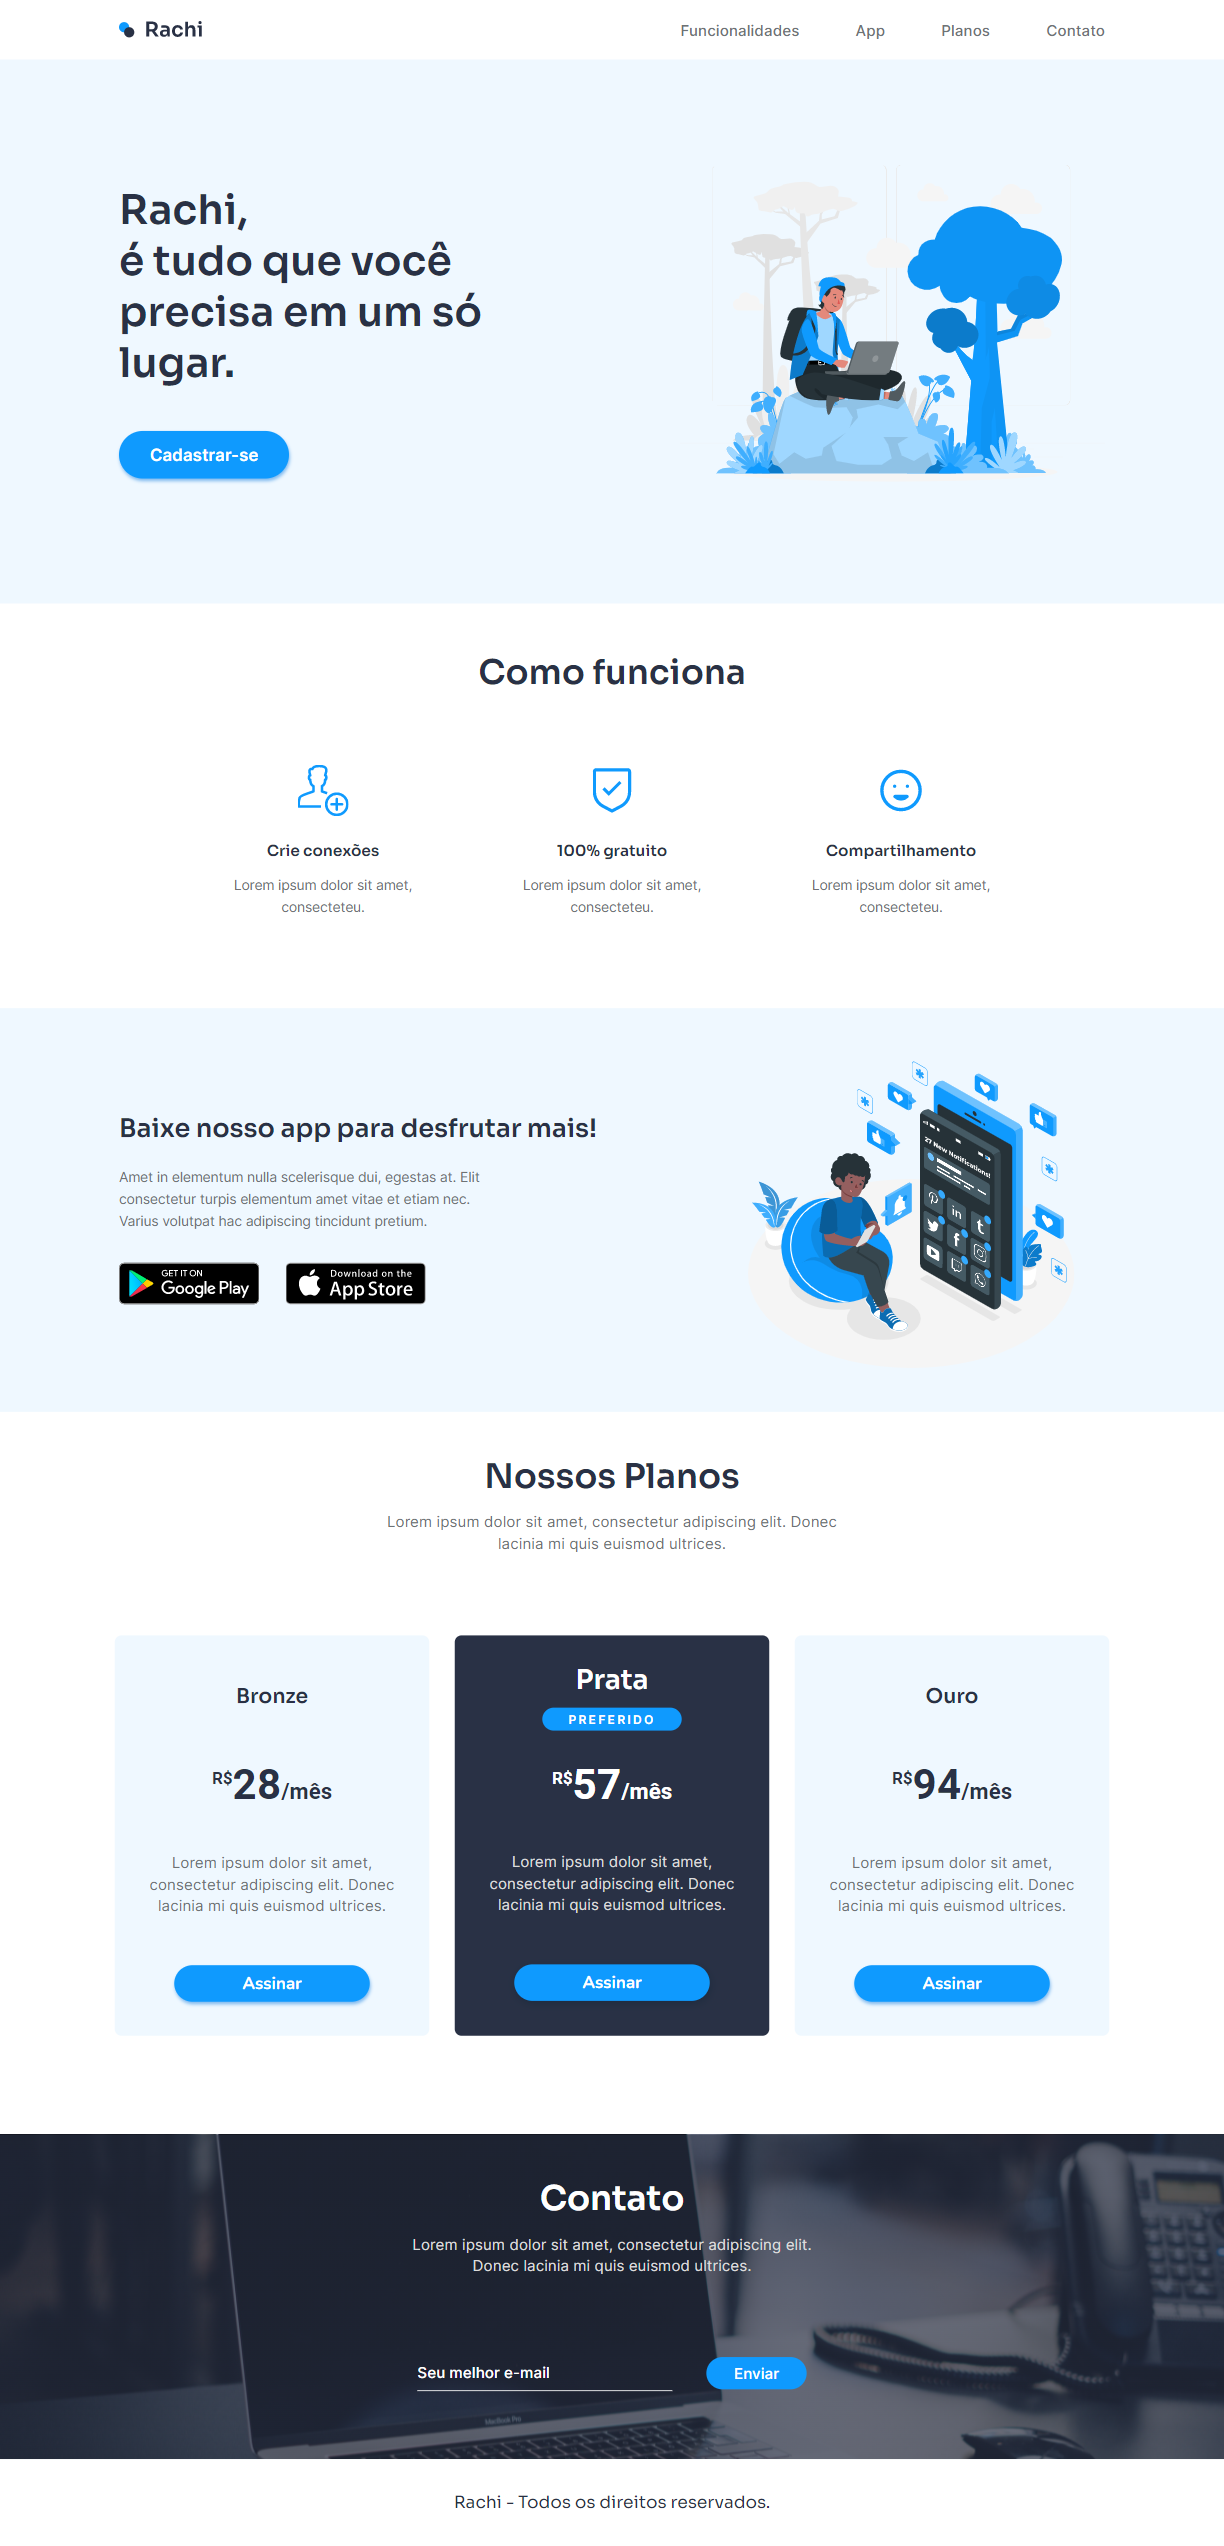 Rachi
Funcionalidades
App
Planos
Contato
Rachi,
é tudo que você
precisa em um só
lugar.
Cadastrar-se
Como funciona
Crie conexões
Lorem ipsum dolor sit amet,
consecteteu.
100% gratuito
Lorem ipsum dolor sit amet,
consecteteu.
Compartilhamento
Lorem ipsum dolor sit amet,
consecteteu.
Baixe nosso app para desfrutar mais!
Amet in elementum nulla scelerisque dui, egestas at. Elit
consectetur turpis elementum amet vitae et etiam nec.
Varius volutpat hac adipiscing tincidunt pretium.
GET IT ON
Google Play
Download on the
App Store
27 New Notifications!
Nossos Planos
Lorem ipsum dolor sit amet, consectetur adipiscing elit. Donec
lacinia mi quis euismod ultrices.
Bronze
R$28/mês
Lorem ipsum dolor sit amet,
consectetur adipiscing elit. Donec
lacinia mi quis euismod ultrices.
Assinar
Prata
PREFERIDO
R$57/mês
Lorem ipsum dolor sit amet,
consectetur adipiscing elit. Donec
lacinia mi quis euismod ultrices.
Assinar
Ouro
R$94/mês
Lorem ipsum dolor sit amet,
consectetur adipiscing elit. Donec
lacinia mi quis euismod ultrices.
Assinar
Contato
Lorem ipsum dolor sit amet, consectetur adipiscing elit.
Donec lacinia mi quis euismod ultrices.
Seu melhor e-mail
Enviar
MacBook Pro
Rachi - Todos os direitos reservados.